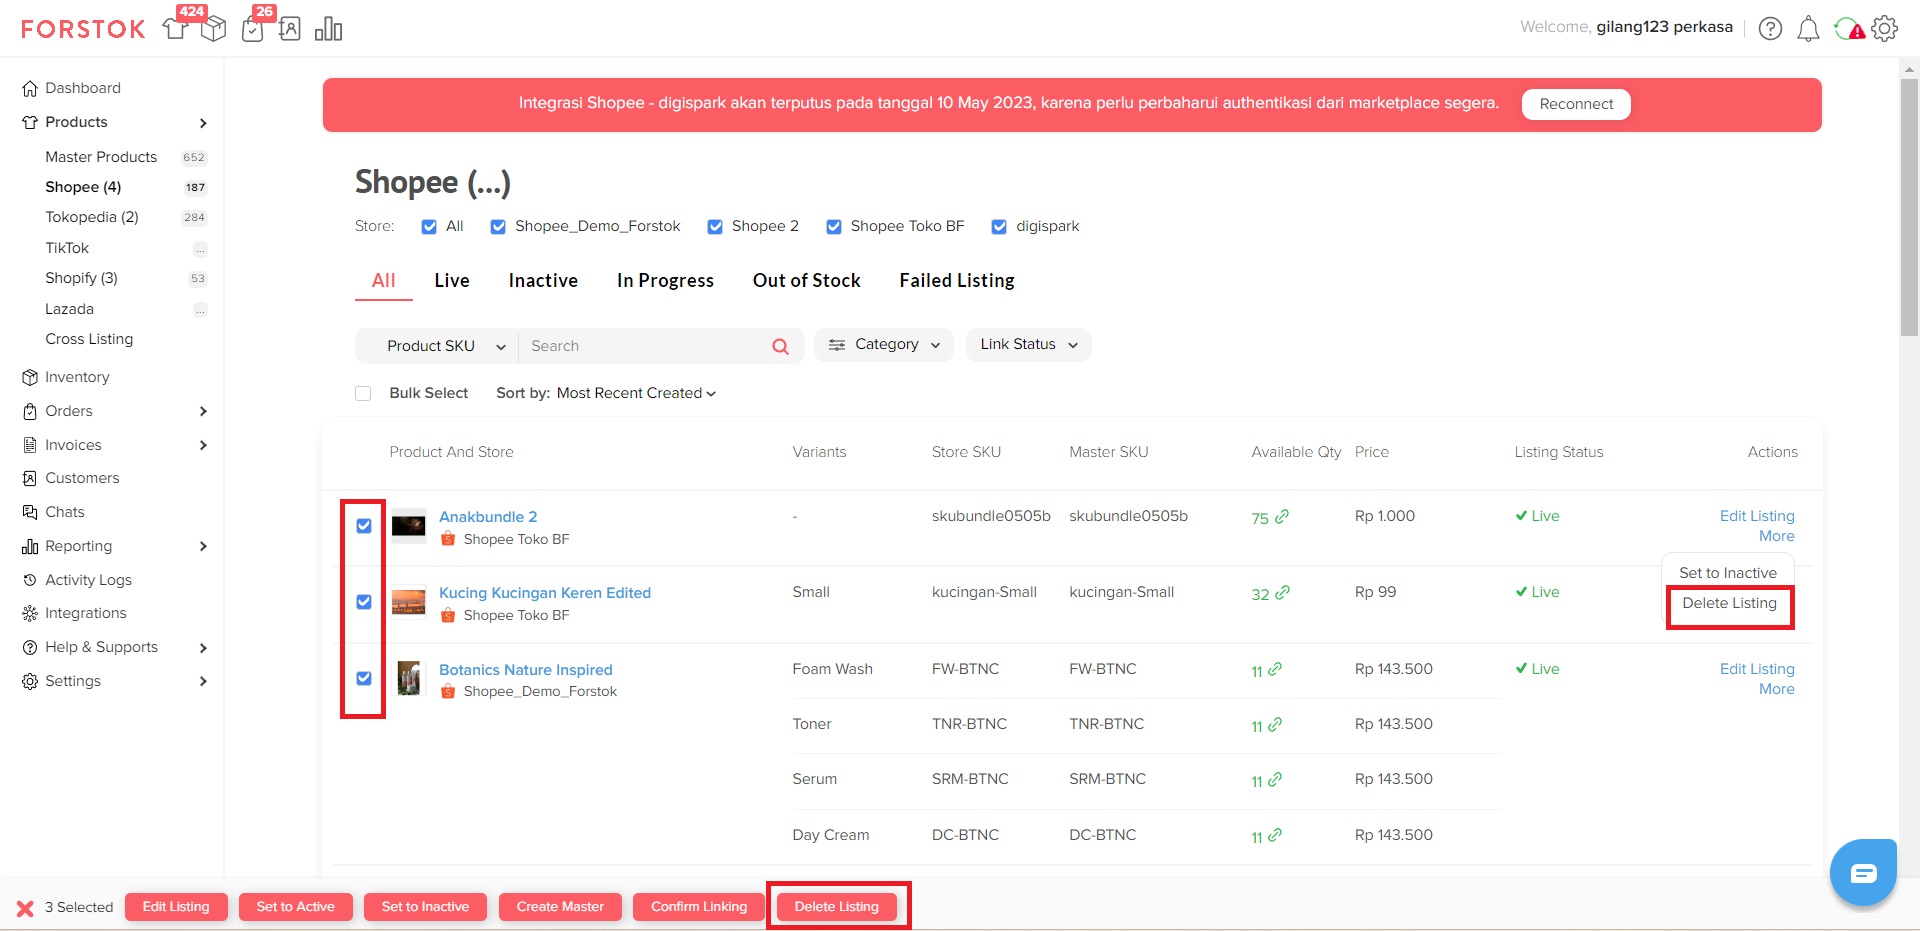 FORSTOK
424
26
Welcome, gilang123 perkasa
Dashboard
Products
Master Products 652
Shopee (4) 187
Tokopedia (2) 284
TikTok ...
Shopify (3) 53
Lazada ...
Cross Listing
Inventory
Orders
Invoices
Customers
Chats
Reporting
Activity Logs
Integrations
Help & Supports
Settings
Integrasi Shopee - digispark akan terputus pada tanggal 10 May 2023, karena perlu perbaharui authentikasi dari marketplace segera. Reconnect
Shopee (...)
Store: All Shopee_Demo_Forstok Shopee 2 Shopee Toko BF digispark
All Live Inactive In Progress Out of Stock Failed Listing
Product SKU Search Category Link Status
Bulk Select Sort by: Most Recent Created
Product And Store Variants Store SKU Master SKU Available Qty Price Listing Status Actions
Anakbundle 2 - skubundle0505b skubundle0505b 75 Rp 1.000 Live Edit Listing
Shopee Toko BF More
Set to Inactive
Kucing Kucingan Keren Edited Small kucingan-Small kucingan-Small 32 Rp 99 Live
Delete Listing
Shopee Toko BF
Botanics Nature Inspired Foam Wash FW-BTNC FW-BTNC 11 Rp 143.500 Live Edit Listing
Shopee_Demo_Forstok More
Toner TNR-BTNC TNR-BTNC 11 Rp 143.500
Serum SRM-BTNC SRM-BTNC 11 Rp 143.500
Day Cream DC-BTNC DC-BTNC 11 Rp 143.500
3 Selected Edit Listing Set to Active Set to Inactive Create Master Confirm Linking Delete Listing